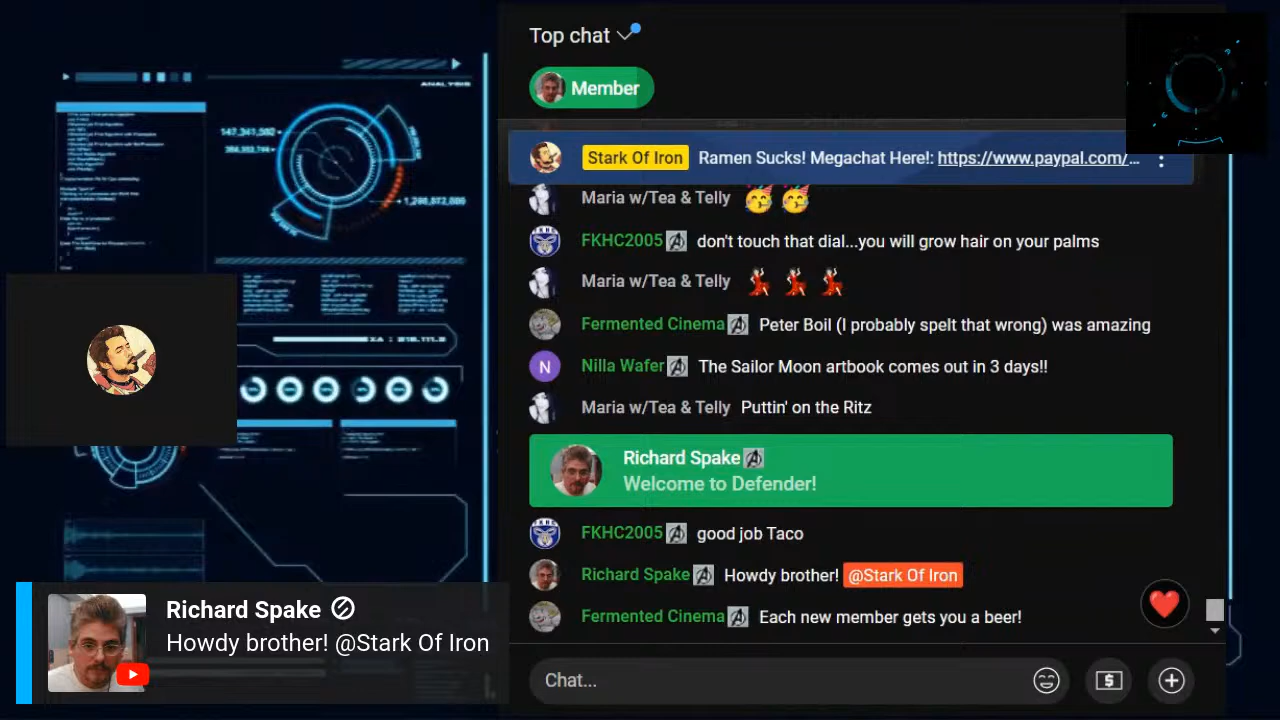 Top chat
Member
ANALYSIS
Stark Of Iron Ramen Sucks! Megachat Here!: https://www.paypal.com/...
Maria w/Tea & Telly 🥳🥳
FKHC2005 don't touch that dial...you will grow hair on your palms
Maria w/Tea & Telly 💃💃💃
Fermented Cinema Peter Boil (I probably spelt that wrong) was amazing
N Nilla Wafer The Sailor Moon artbook comes out in 3 days!!
Maria w/Tea & Telly Puttin' on the Ritz
Richard Spake
Welcome to Defender!
FKHC2005 good job Taco
Richard Spake Howdy brother! @Stark Of Iron
Fermented Cinema Each new member gets you a beer!
Chat...
Richard Spake
Howdy brother! @Stark Of Iron